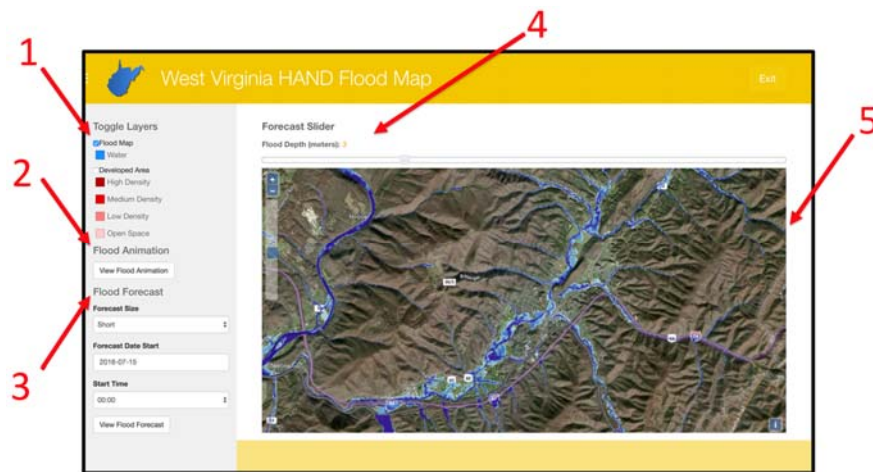 1
4
5
2
3
West Virginia HAND Flood Map
Exit
Toggle Layers
Flood Map
Water
Developed Area
High Density
Medium Density
Low Density
Open Space
Flood Animation
View Flood Animation
Flood Forecast
Forecast Size
Short
Forecast Date Start
2016-07-15
Start Time
00:00
View Flood Forecast
Forecast Slider
Flood Depth (meters): 3
+
−
i